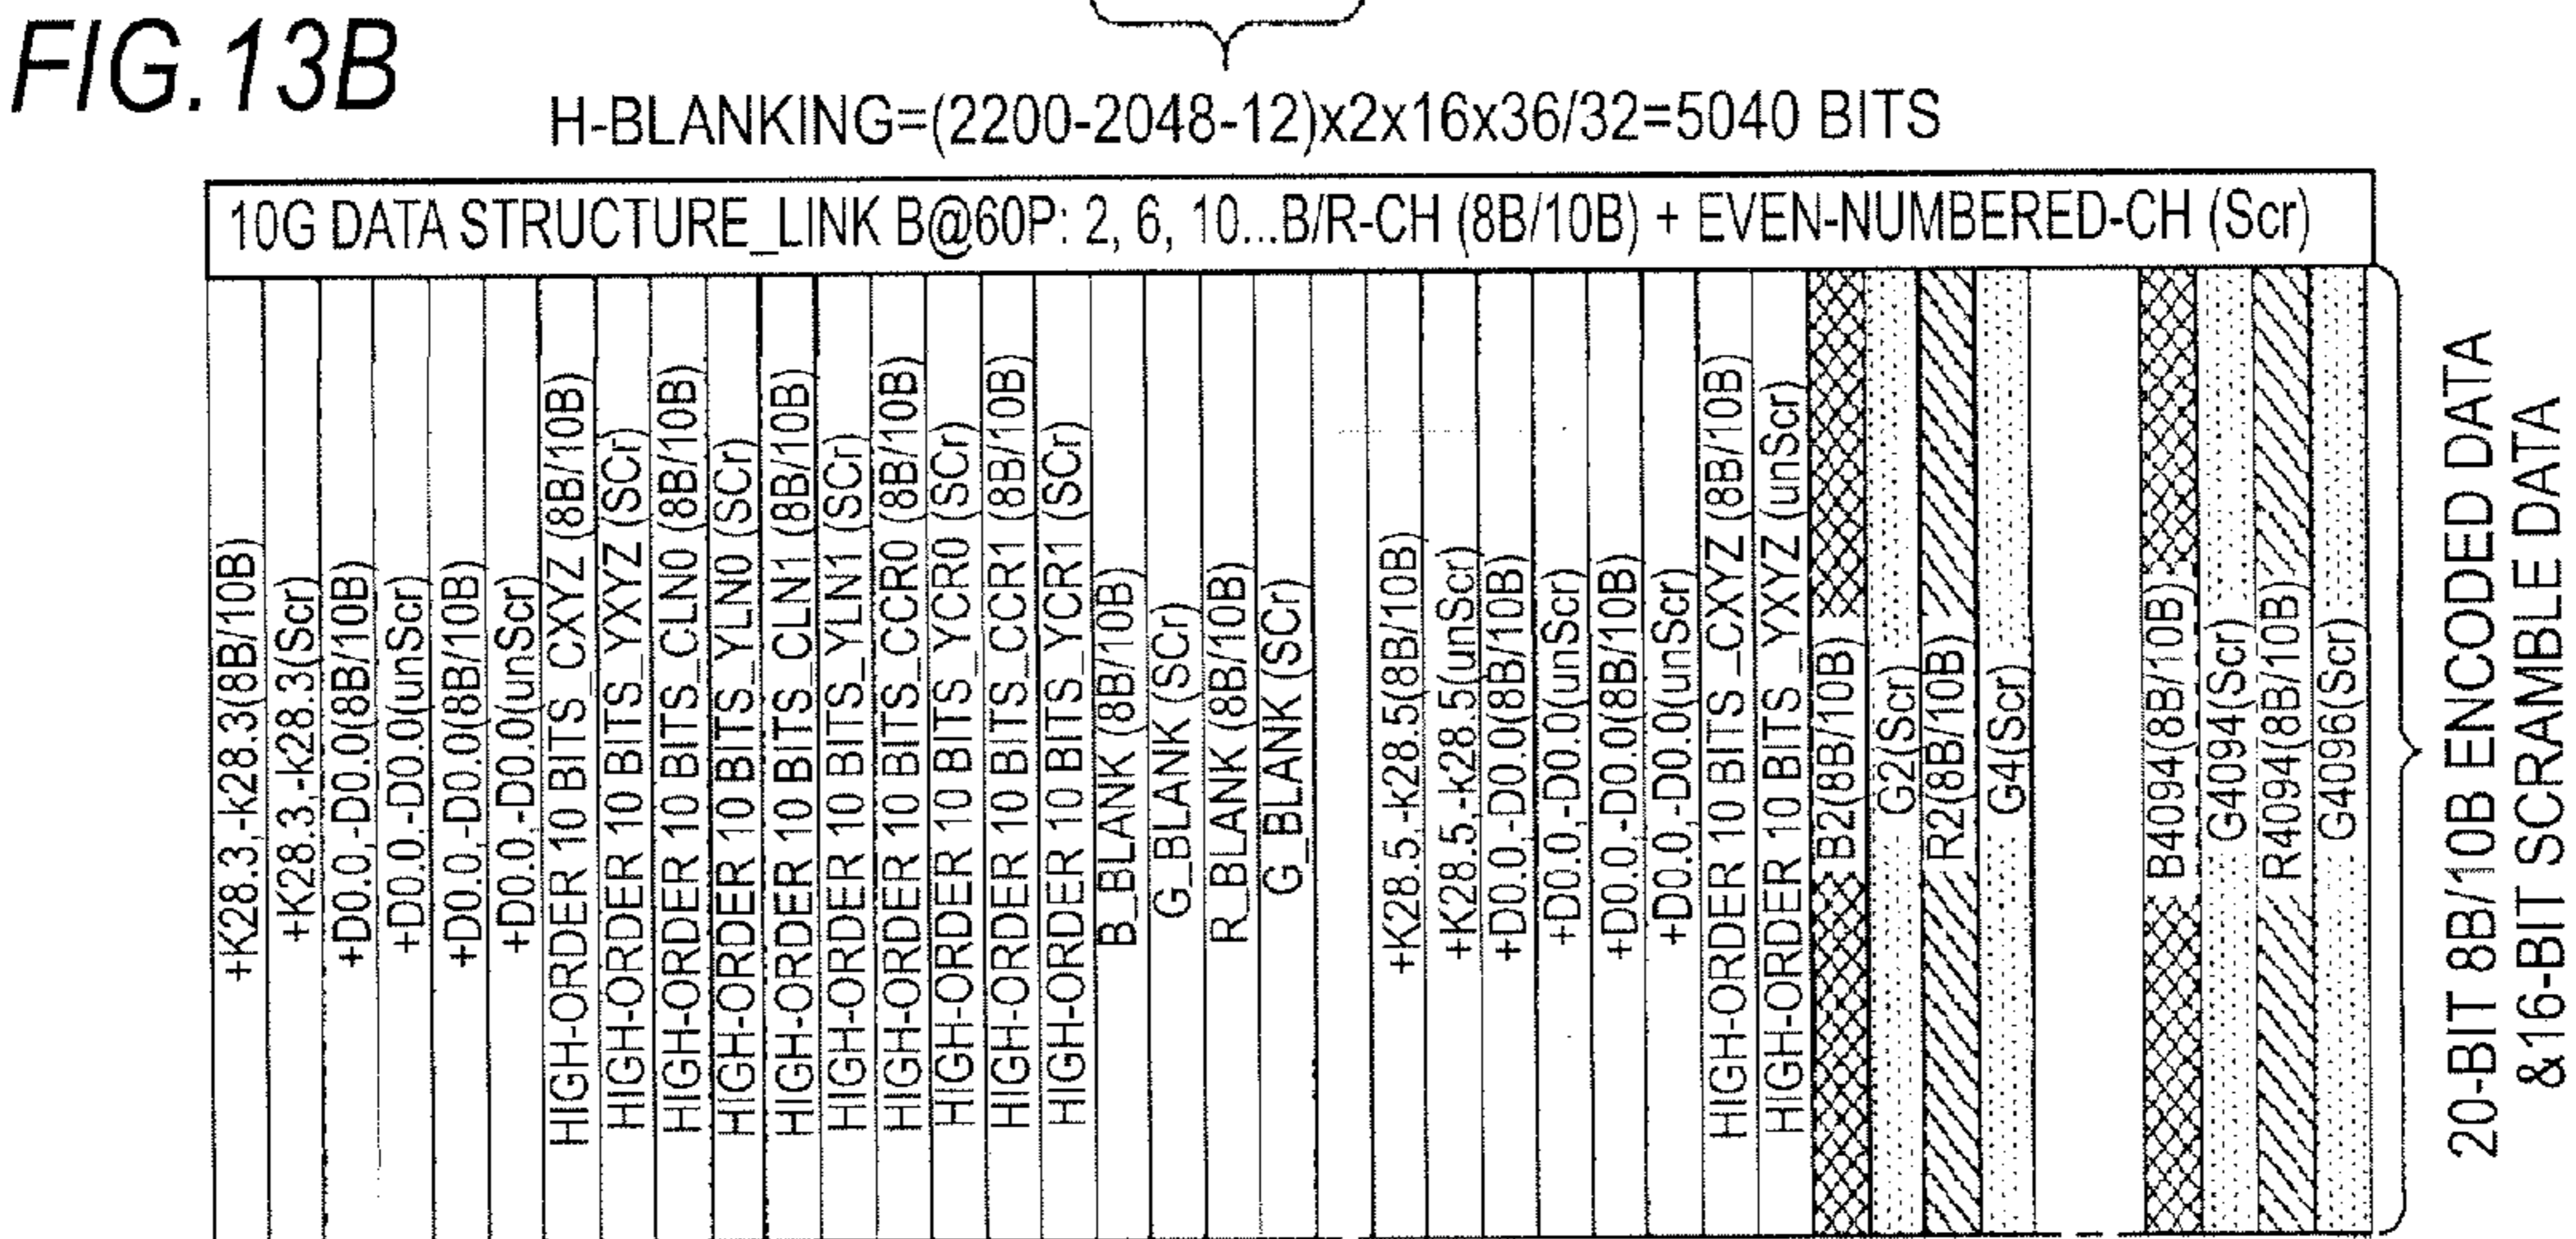 FIG.13B
H-BLANKING=(2200-2048-12)x2x16x36/32=5040 BITS
10G DATA STRUCTURE_LINK B@60P: 2, 6, 10...B/R-CH (8B/10B) + EVEN-NUMBERED-CH (Scr)
+K28.3,-k28.3(8B/10B)
+K28.3,-k28.3(Scr)
+D0.0,-D0.0(8B/10B)
+D0.0,-D0.0(unScr)
+D0.0,-D0.0(8B/10B)
+D0.0,-D0.0(unScr)
HIGH-ORDER 10 BITS_CXYZ (8B/10B)
HIGH-ORDER 10 BITS_YXYZ (SCr)
HIGH-ORDER 10 BITS_CLN0 (8B/10B)
HIGH-ORDER 10 BITS_YLN0 (SCr)
HIGH-ORDER 10 BITS_CLN1 (8B/10B)
HIGH-ORDER 10 BITS_YLN1 (SCr)
HIGH-ORDER 10 BITS_CCR0 (8B/10B)
HIGH-ORDER 10 BITS_YCR0 (SCr)
HIGH-ORDER 10 BITS_CCR1 (8B/10B)
HIGH-ORDER 10 BITS_YCR1 (SCr)
B_BLANK (8B/10B)
G_BLANK (SCr)
R_BLANK (8B/10B)
G_BLANK (SCr)
+K28.5,-k28.5(8B/10B)
+K28.5,-k28.5(unScr)
+D0.0,-D0.0(8B/10B)
+D0.0,-D0.0(unScr)
+D0.0,-D0.0(8B/10B)
+D0.0,-D0.0(unScr)
HIGH-ORDER 10 BITS_CXYZ (8B/10B)
HIGH-ORDER 10 BITS_YXYZ (unScr)
B2(8B/10B)
G2(Scr)
R2(8B/10B)
G4(Scr)
B4094(8B/10B)
G4094(Scr)
R4094(8B/10B)
G4096(Scr)
20-BIT 8B/10B ENCODED DATA
&16-BIT SCRAMBLE DATA